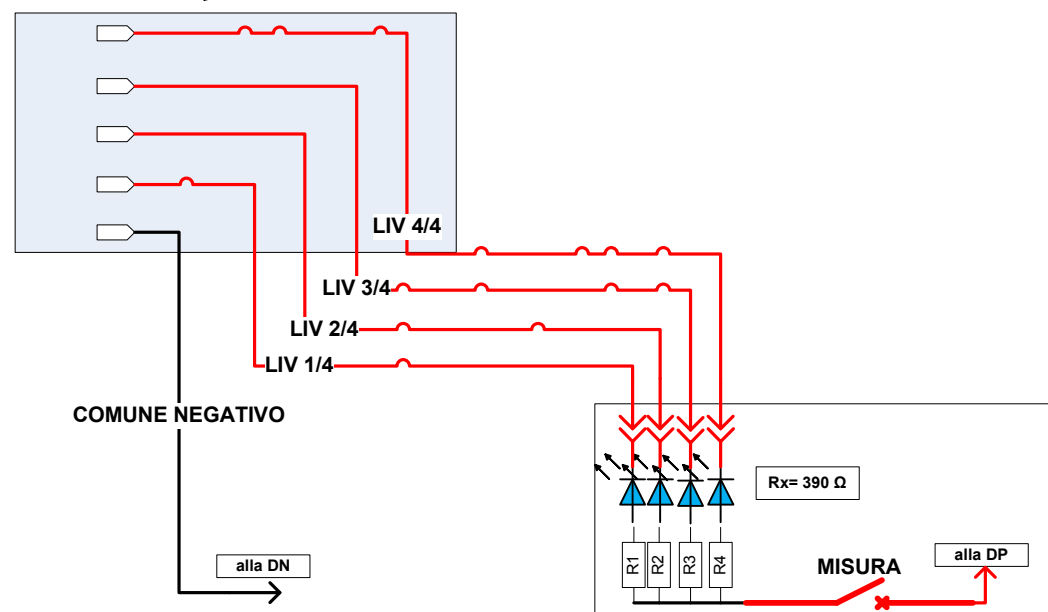 LIV 4/4
LIV 3/4
LIV 2/4
LIV 1/4
COMUNE NEGATIVO
Rx= 390 Ω
alla DN
R1
R2
R3
R4
MISURA
alla DP